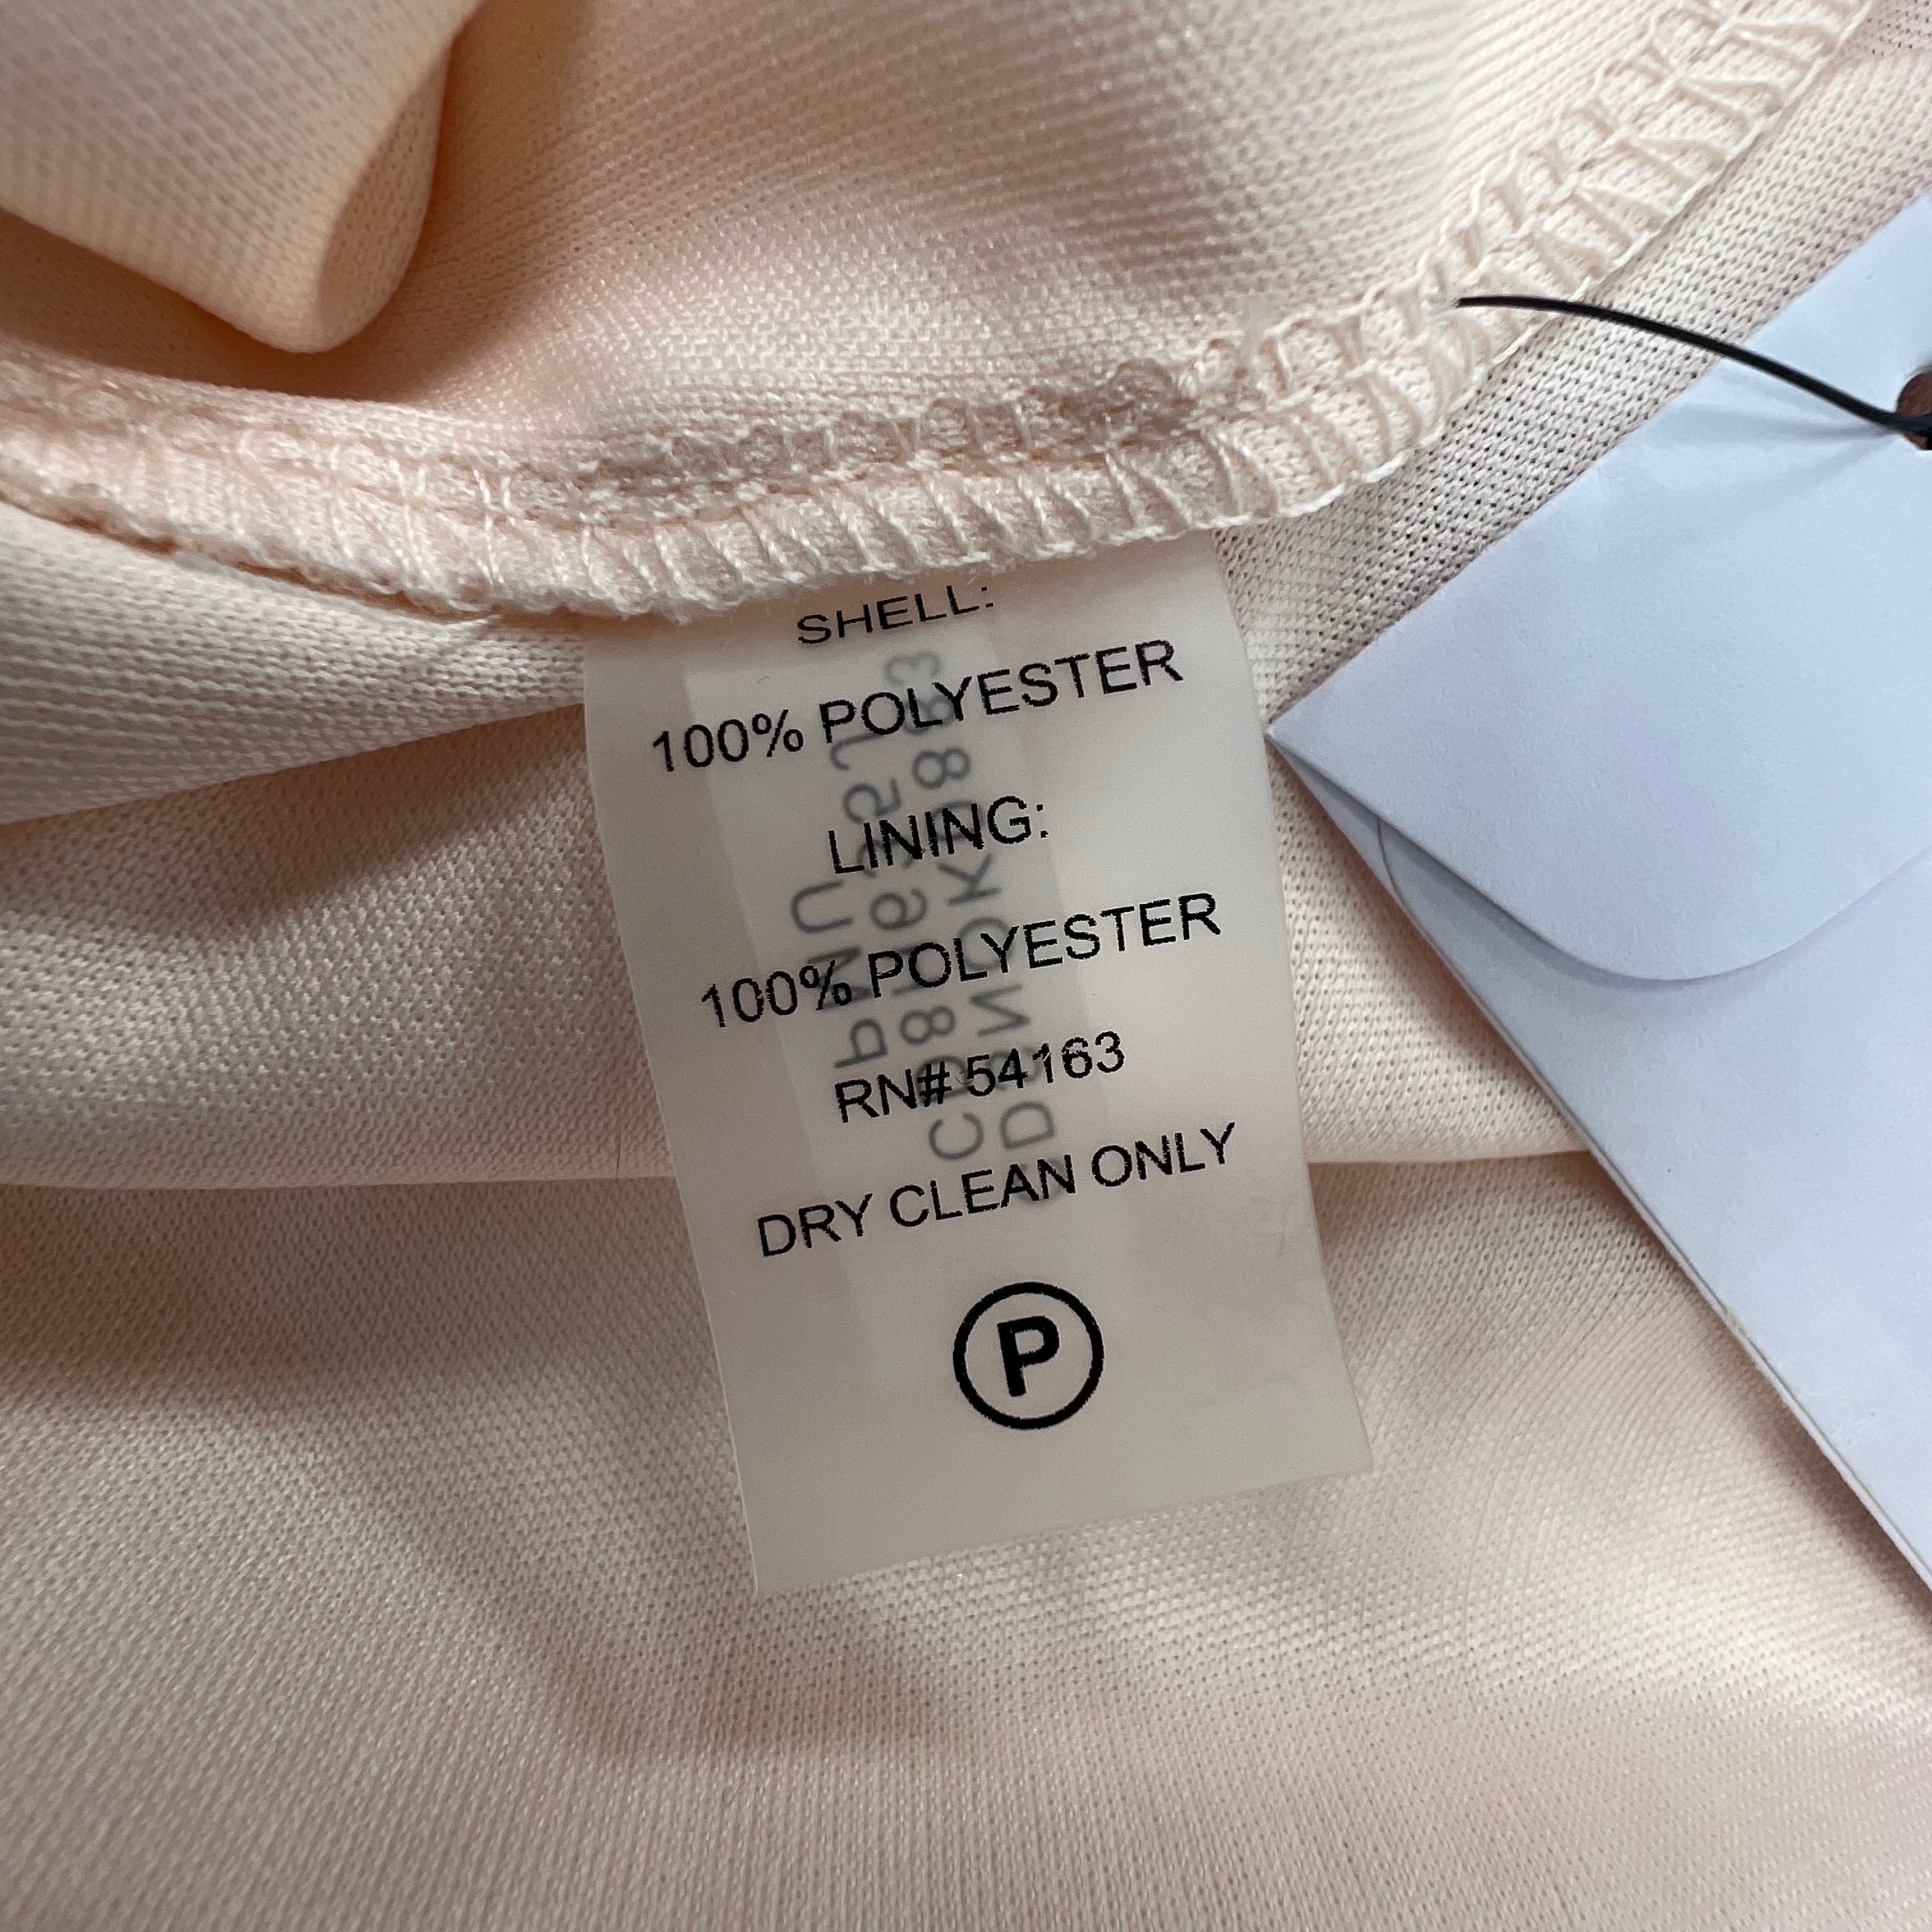 SHELL:
100% POLYESTER
LINING:
100% POLYESTER
RN# 54163
DRY CLEAN ONLY
P